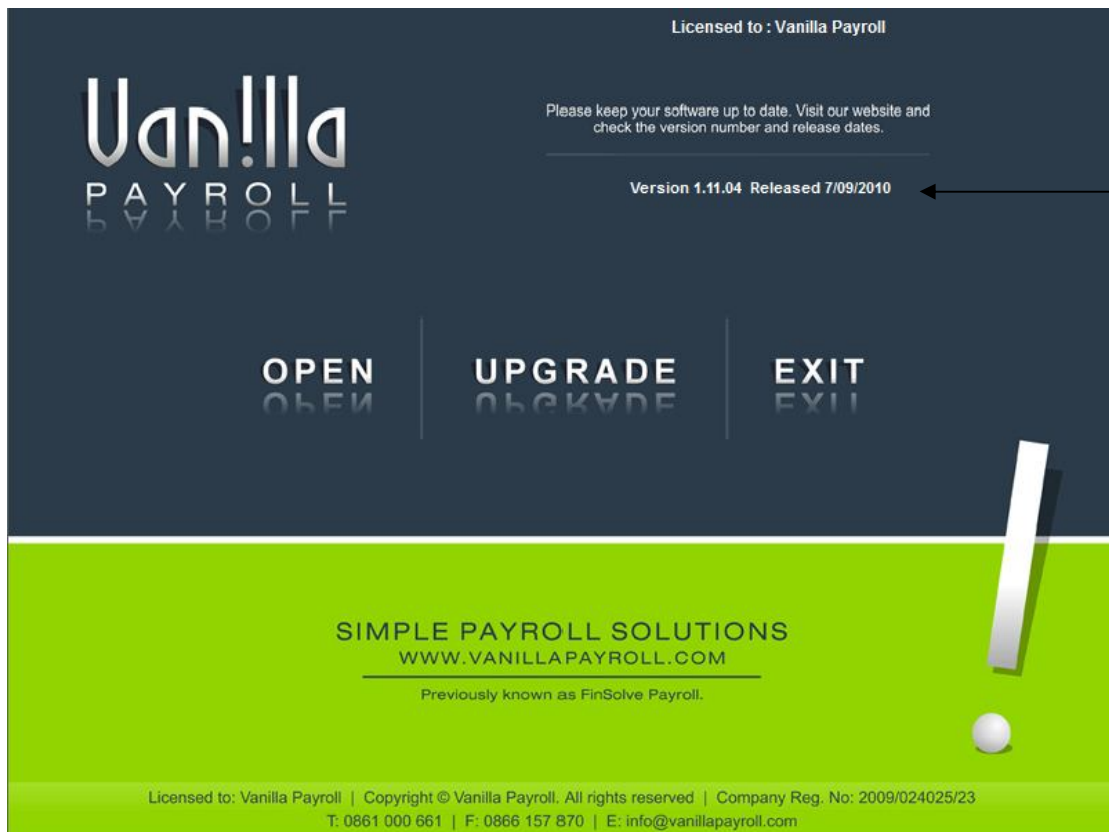 Licensed to : Vanilla Payroll
Van!lla
PAYROLL
Please keep your software up to date. Visit our website and
check the version number and release dates.
Version 1.11.04 Released 7/09/2010
OPEN
UPGRADE
EXIT
SIMPLE PAYROLL SOLUTIONS
WWW.VANILLAPAYROLL.COM
Previously known as FinSolve Payroll.
Licensed to: Vanilla Payroll | Copyright © Vanilla Payroll. All rights reserved | Company Reg. No: 2009/024025/23
T: 0861 000 661 | F: 0866 157 870 | E: info@vanillapayroll.com